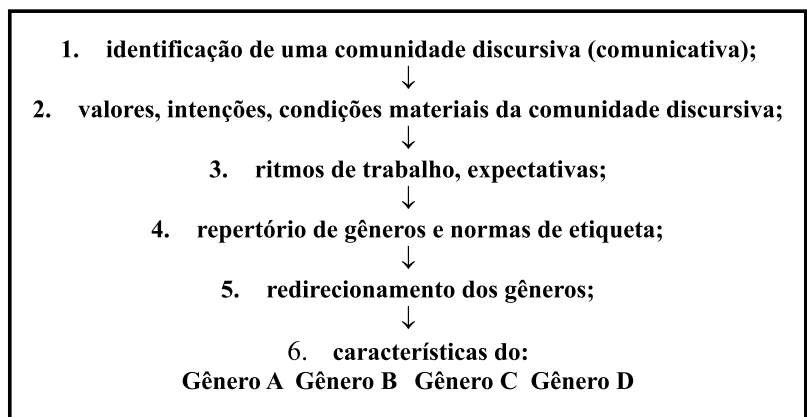 1. identificação de uma comunidade discursiva (comunicativa);
↓
2. valores, intenções, condições materiais da comunidade discursiva;
↓
3. ritmos de trabalho, expectativas;
↓
4. repertório de gêneros e normas de etiqueta;
↓
5. redirecionamento dos gêneros;
↓
6. características do:
Gênero A Gênero B Gênero C Gênero D